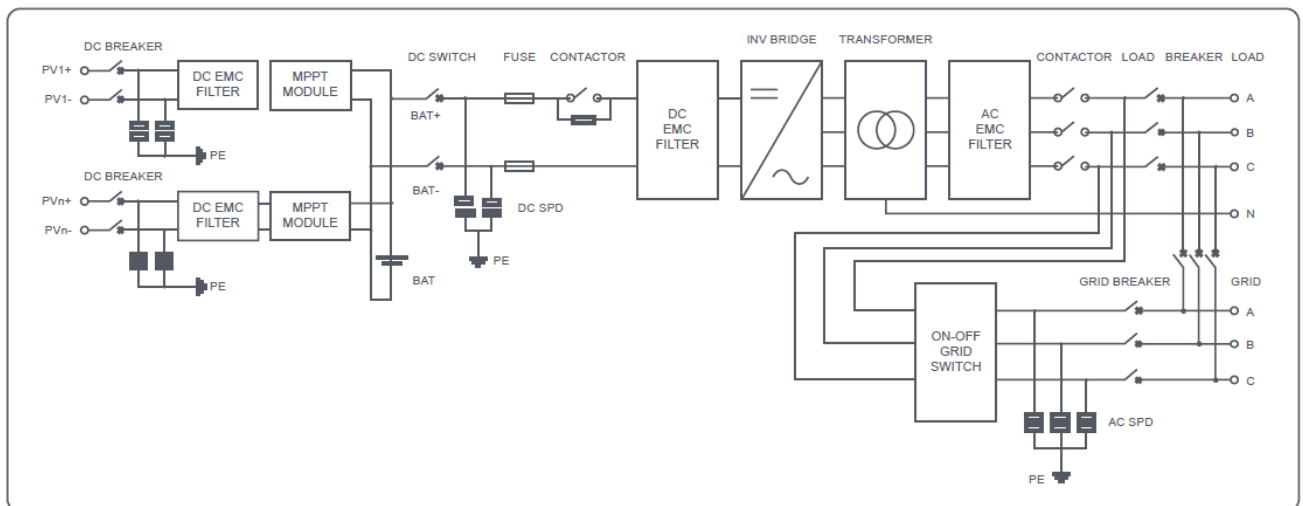 DC BREAKER
PV1+
PV1-
DC EMC
FILTER
MPPT
MODULE
PE
DC BREAKER
PVn+
PVn-
DC EMC
FILTER
MPPT
MODULE
PE
DC SWITCH
BAT+
BAT-
BAT
FUSE
CONTACTOR
DC SPD
PE
DC
EMC
FILTER
INV BRIDGE
TRANSFORMER
AC
EMC
FILTER
CONTACTOR
LOAD
BREAKER
LOAD
A
B
C
N
ON-OFF
GRID
SWITCH
GRID BREAKER
GRID
A
B
C
AC SPD
PE